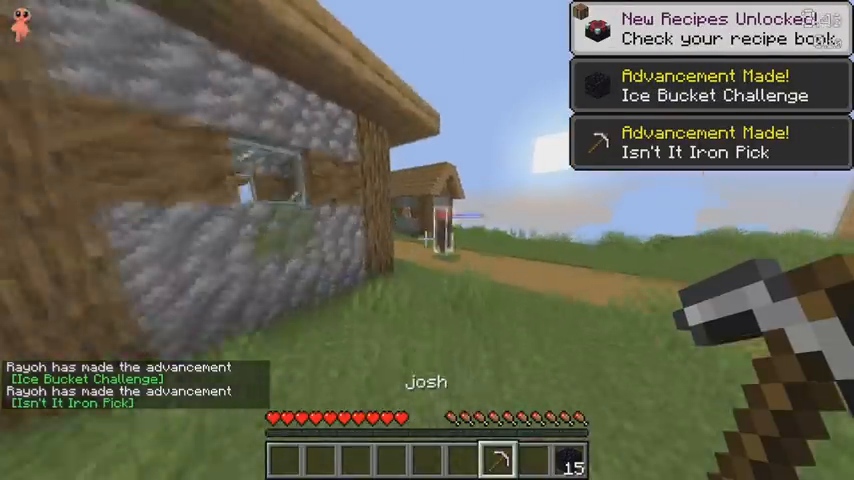 New Recipes Unlocked!
Check your recipe book
Advancement Made!
Ice Bucket Challenge
Advancement Made!
Isn't It Iron Pick
Rayoh has made the advancement
[Ice Bucket Challenge]
Rayoh has made the advancement
[Isn't It Iron Pick]
josh
15